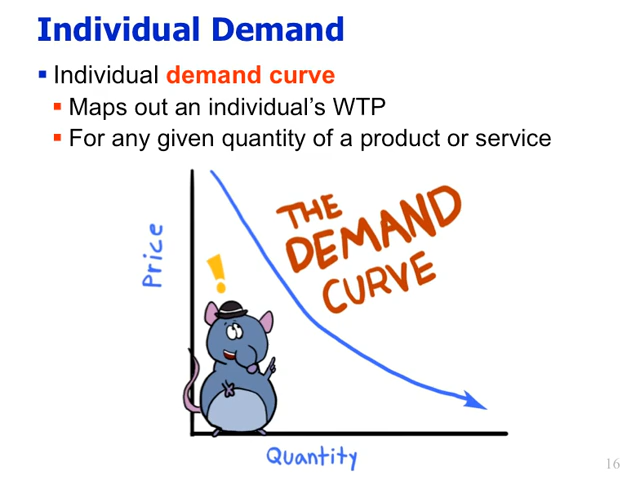 Individual Demand
▪ Individual demand curve
▪ Maps out an individual's WTP
▪ For any given quantity of a product or service
THE
DEMAND
CURVE
Price
!
Quantity
16